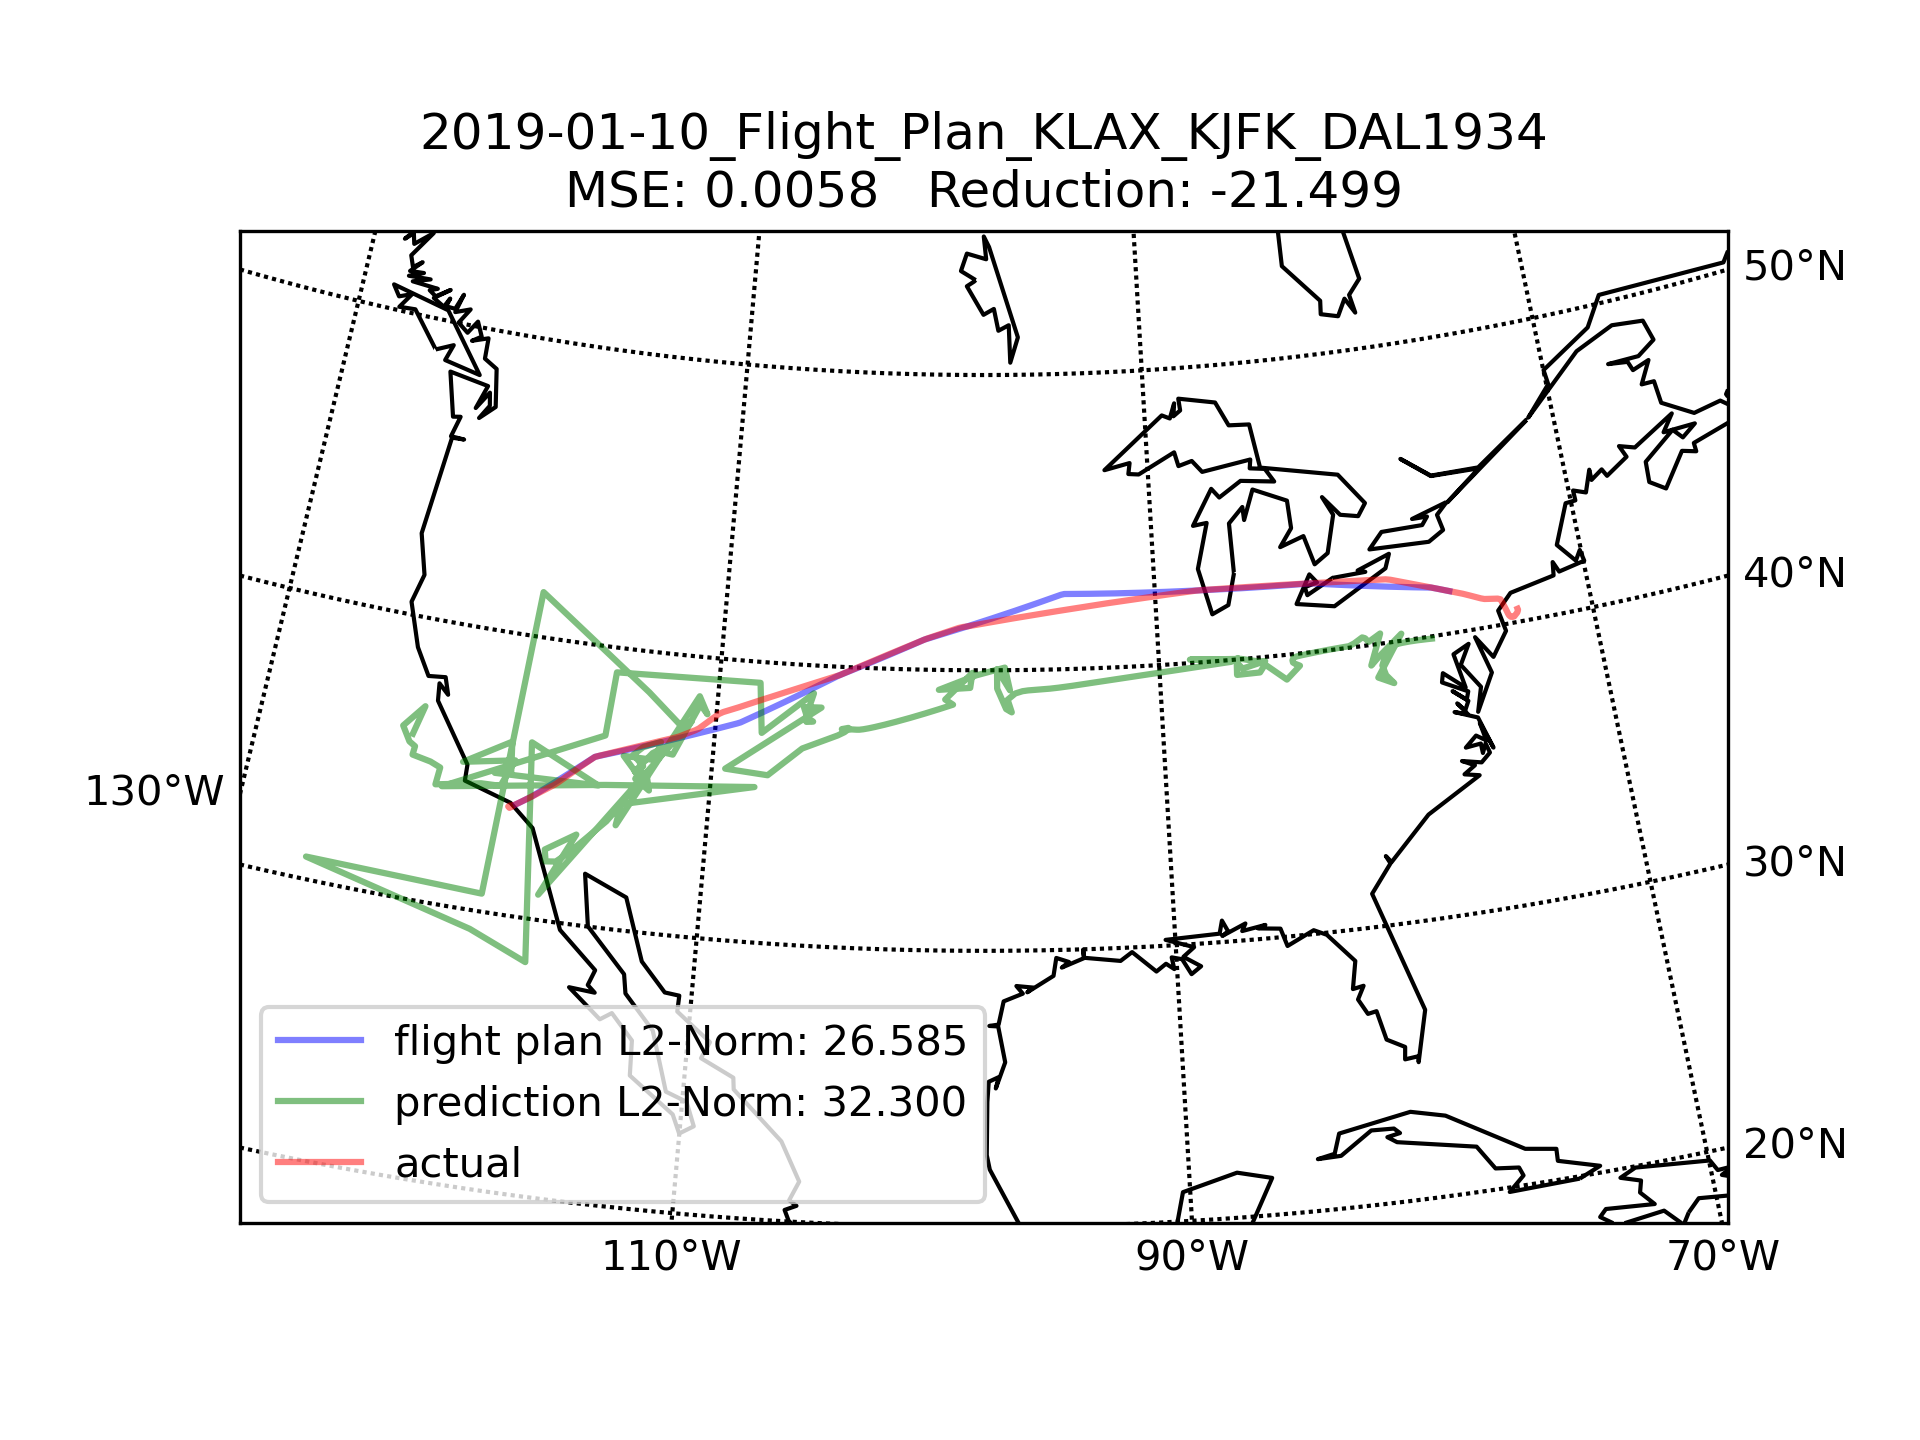 2019-01-10_Flight_Plan_KLAX_KJFK_DAL1934
MSE: 0.0058   Reduction: -21.499
50°N
40°N
130°W
30°N
flight plan L2-Norm: 26.585
prediction L2-Norm: 32.300
20°N
actual
110°W
90°W
70°W